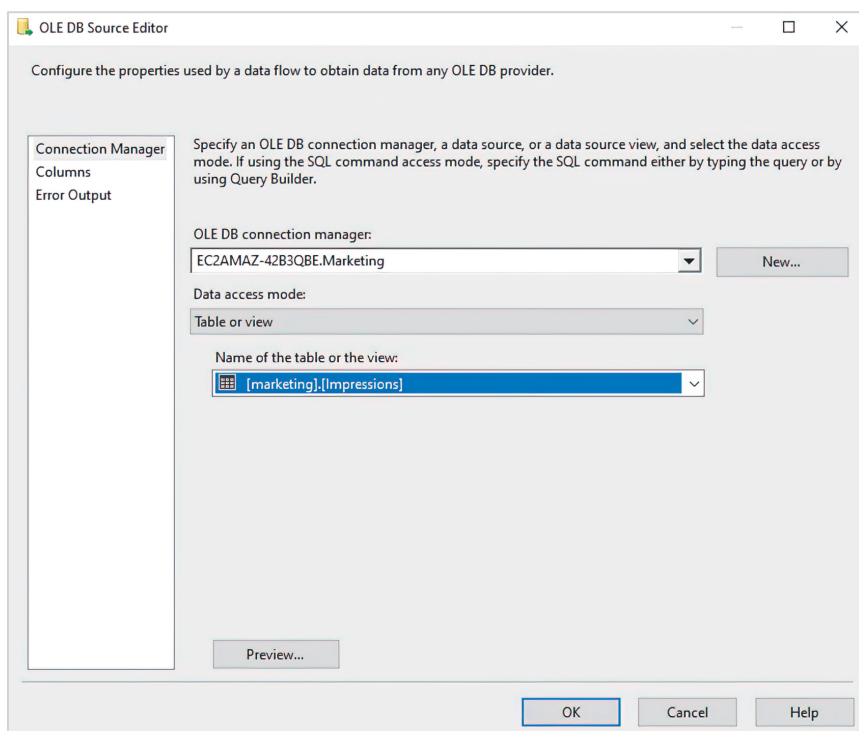 OLE DB Source Editor
Configure the properties used by a data flow to obtain data from any OLE DB provider.
Connection Manager
Columns
Error Output
Specify an OLE DB connection manager, a data source, or a data source view, and select the data access
mode. If using the SQL command access mode, specify the SQL command either by typing the query or by
using Query Builder.
OLE DB connection manager:
EC2AMAZ-42B3QBE.Marketing
New...
Data access mode:
Table or view
Name of the table or the view:
[marketing].[Impressions]
Preview...
OK
Cancel
Help